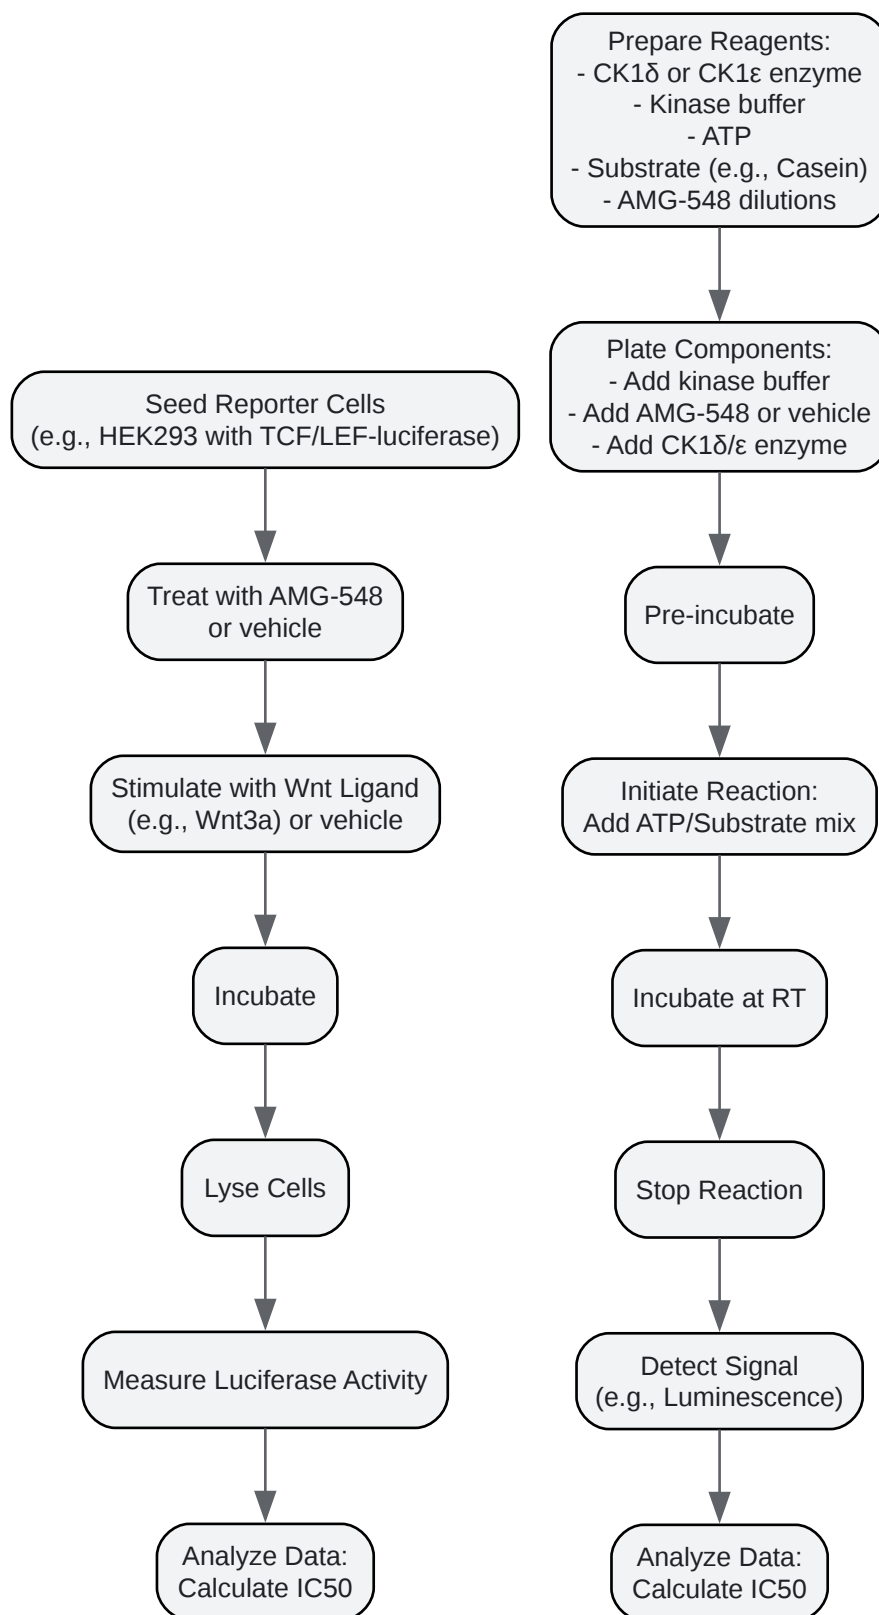 Seed Reporter Cells
(e.g., HEK293 with TCF/LEF-luciferase)
Treat with AMG-548
or vehicle
Stimulate with Wnt Ligand
(e.g., Wnt3a) or vehicle
Incubate
Lyse Cells
Measure Luciferase Activity
Analyze Data:
Calculate IC50
Prepare Reagents:
- CK1δ or CK1ε enzyme
- Kinase buffer
- ATP
- Substrate (e.g., Casein)
- AMG-548 dilutions
Plate Components:
- Add kinase buffer
- Add AMG-548 or vehicle
- Add CK1δ/ε enzyme
Pre-incubate
Initiate Reaction:
Add ATP/Substrate mix
Incubate at RT
Stop Reaction
Detect Signal
(e.g., Luminescence)
Analyze Data:
Calculate IC50